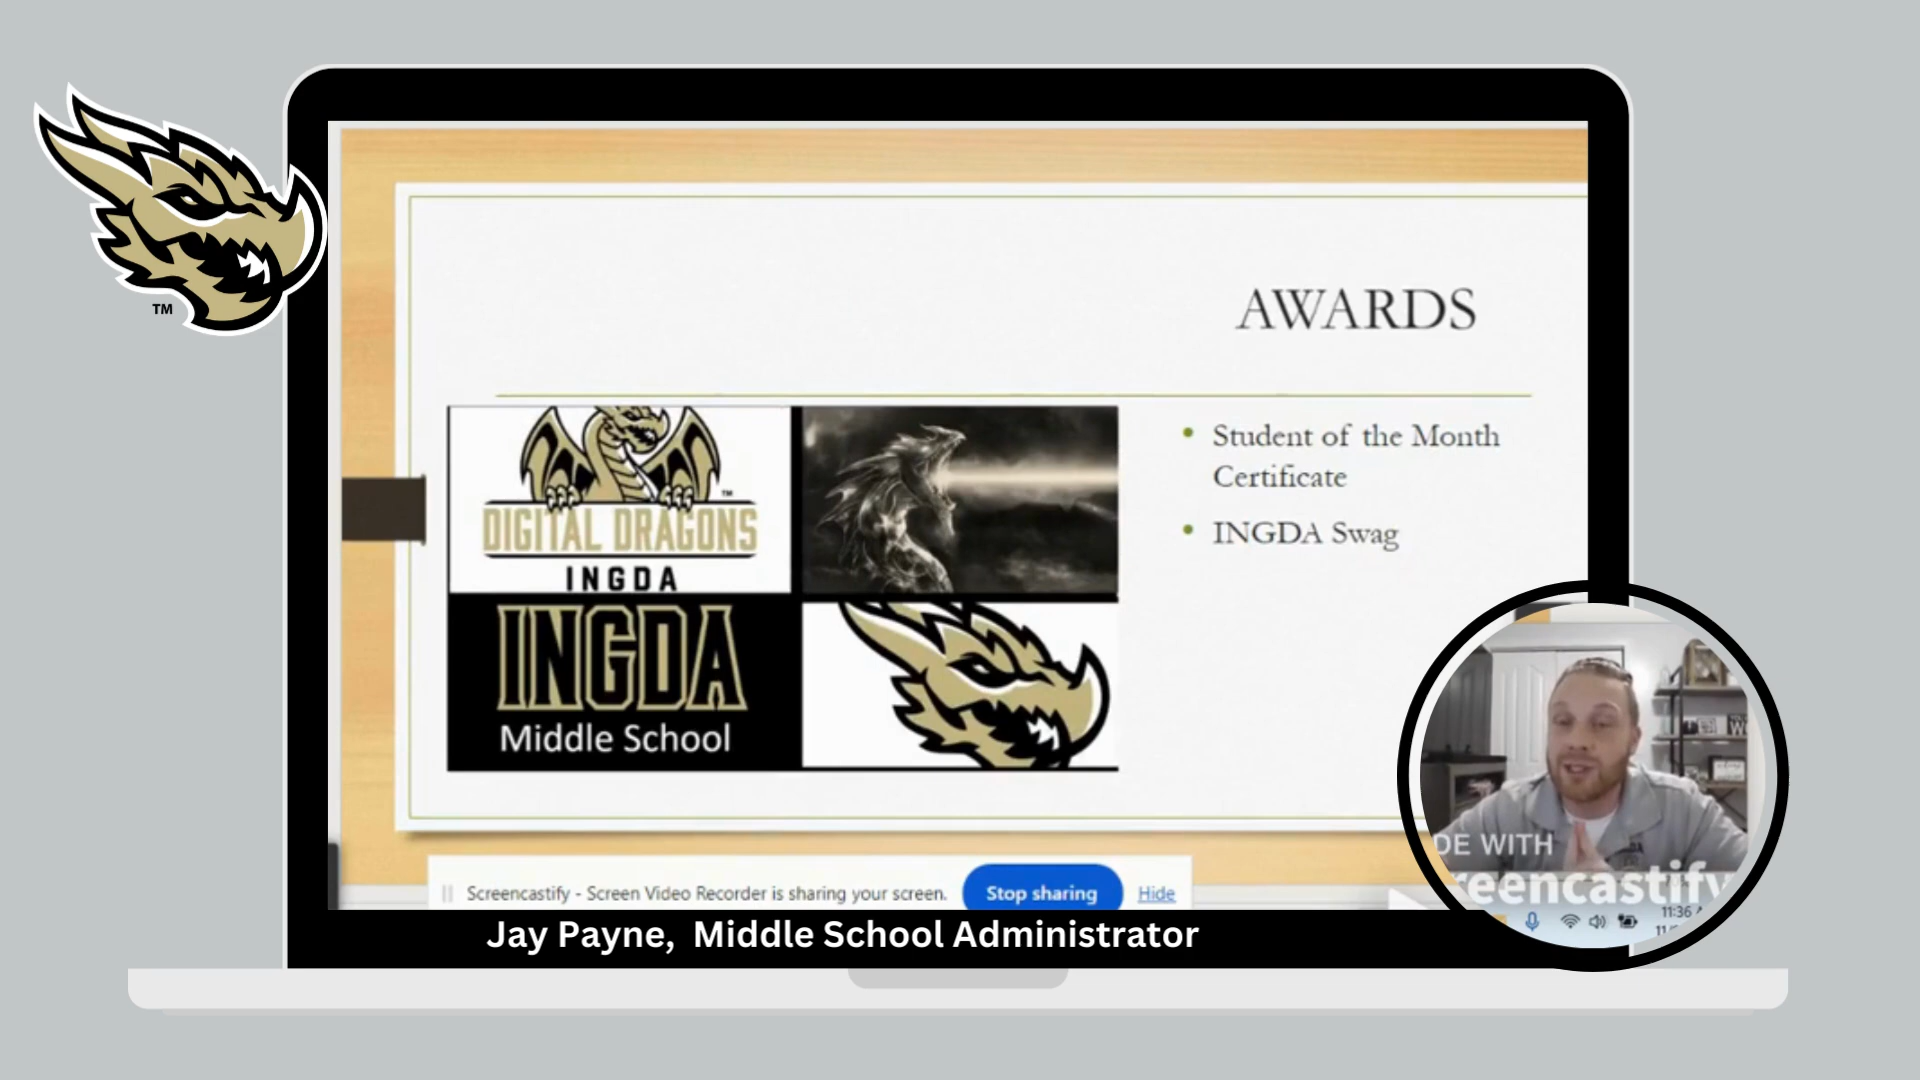 TM
AWARDS
TM
DIGITAL DRAGONS
INGDA
INGDA
Middle School
• Student of the Month
Certificate
• INGDA Swag
DE WITH
reencastify
11:36
Screencastify - Screen Video Recorder is sharing your screen.
Stop sharing
Hide
Jay Payne, Middle School Administrator